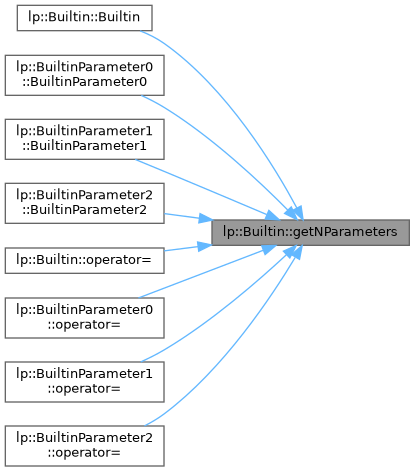 lp::Builtin::Builtin
lp::BuiltinParameter0
::BuiltinParameter0
lp::BuiltinParameter1
::BuiltinParameter1
lp::BuiltinParameter2
::BuiltinParameter2
lp::Builtin::getNParameters
lp::Builtin::operator=
lp::BuiltinParameter0
::operator=
lp::BuiltinParameter1
::operator=
lp::BuiltinParameter2
::operator=